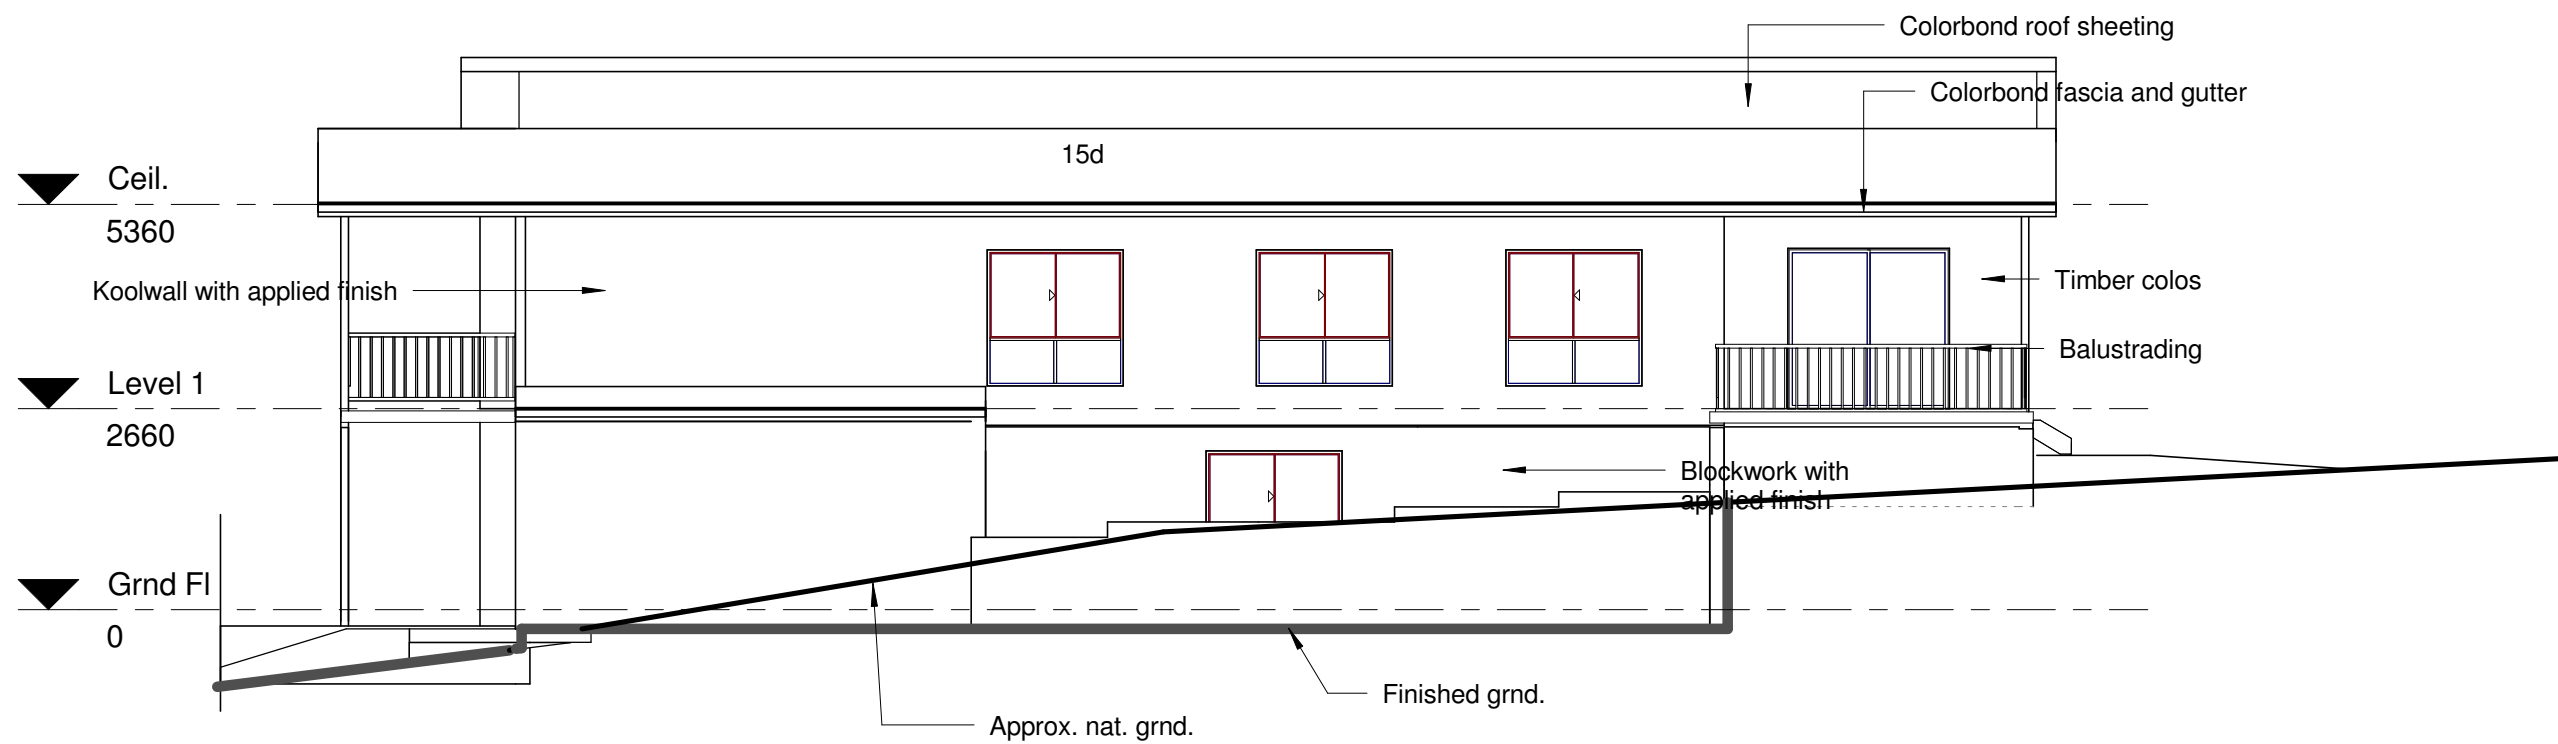 Colorbond roof sheeting
Colorbond fascia and gutter
15d
Ceil.
5360
Koolwall with applied finish
Timber colos
Balustrading
Level 1
2660
Blockwork with
applied finish
Grnd Fl
0
Finished grnd.
Approx. nat. grnd.